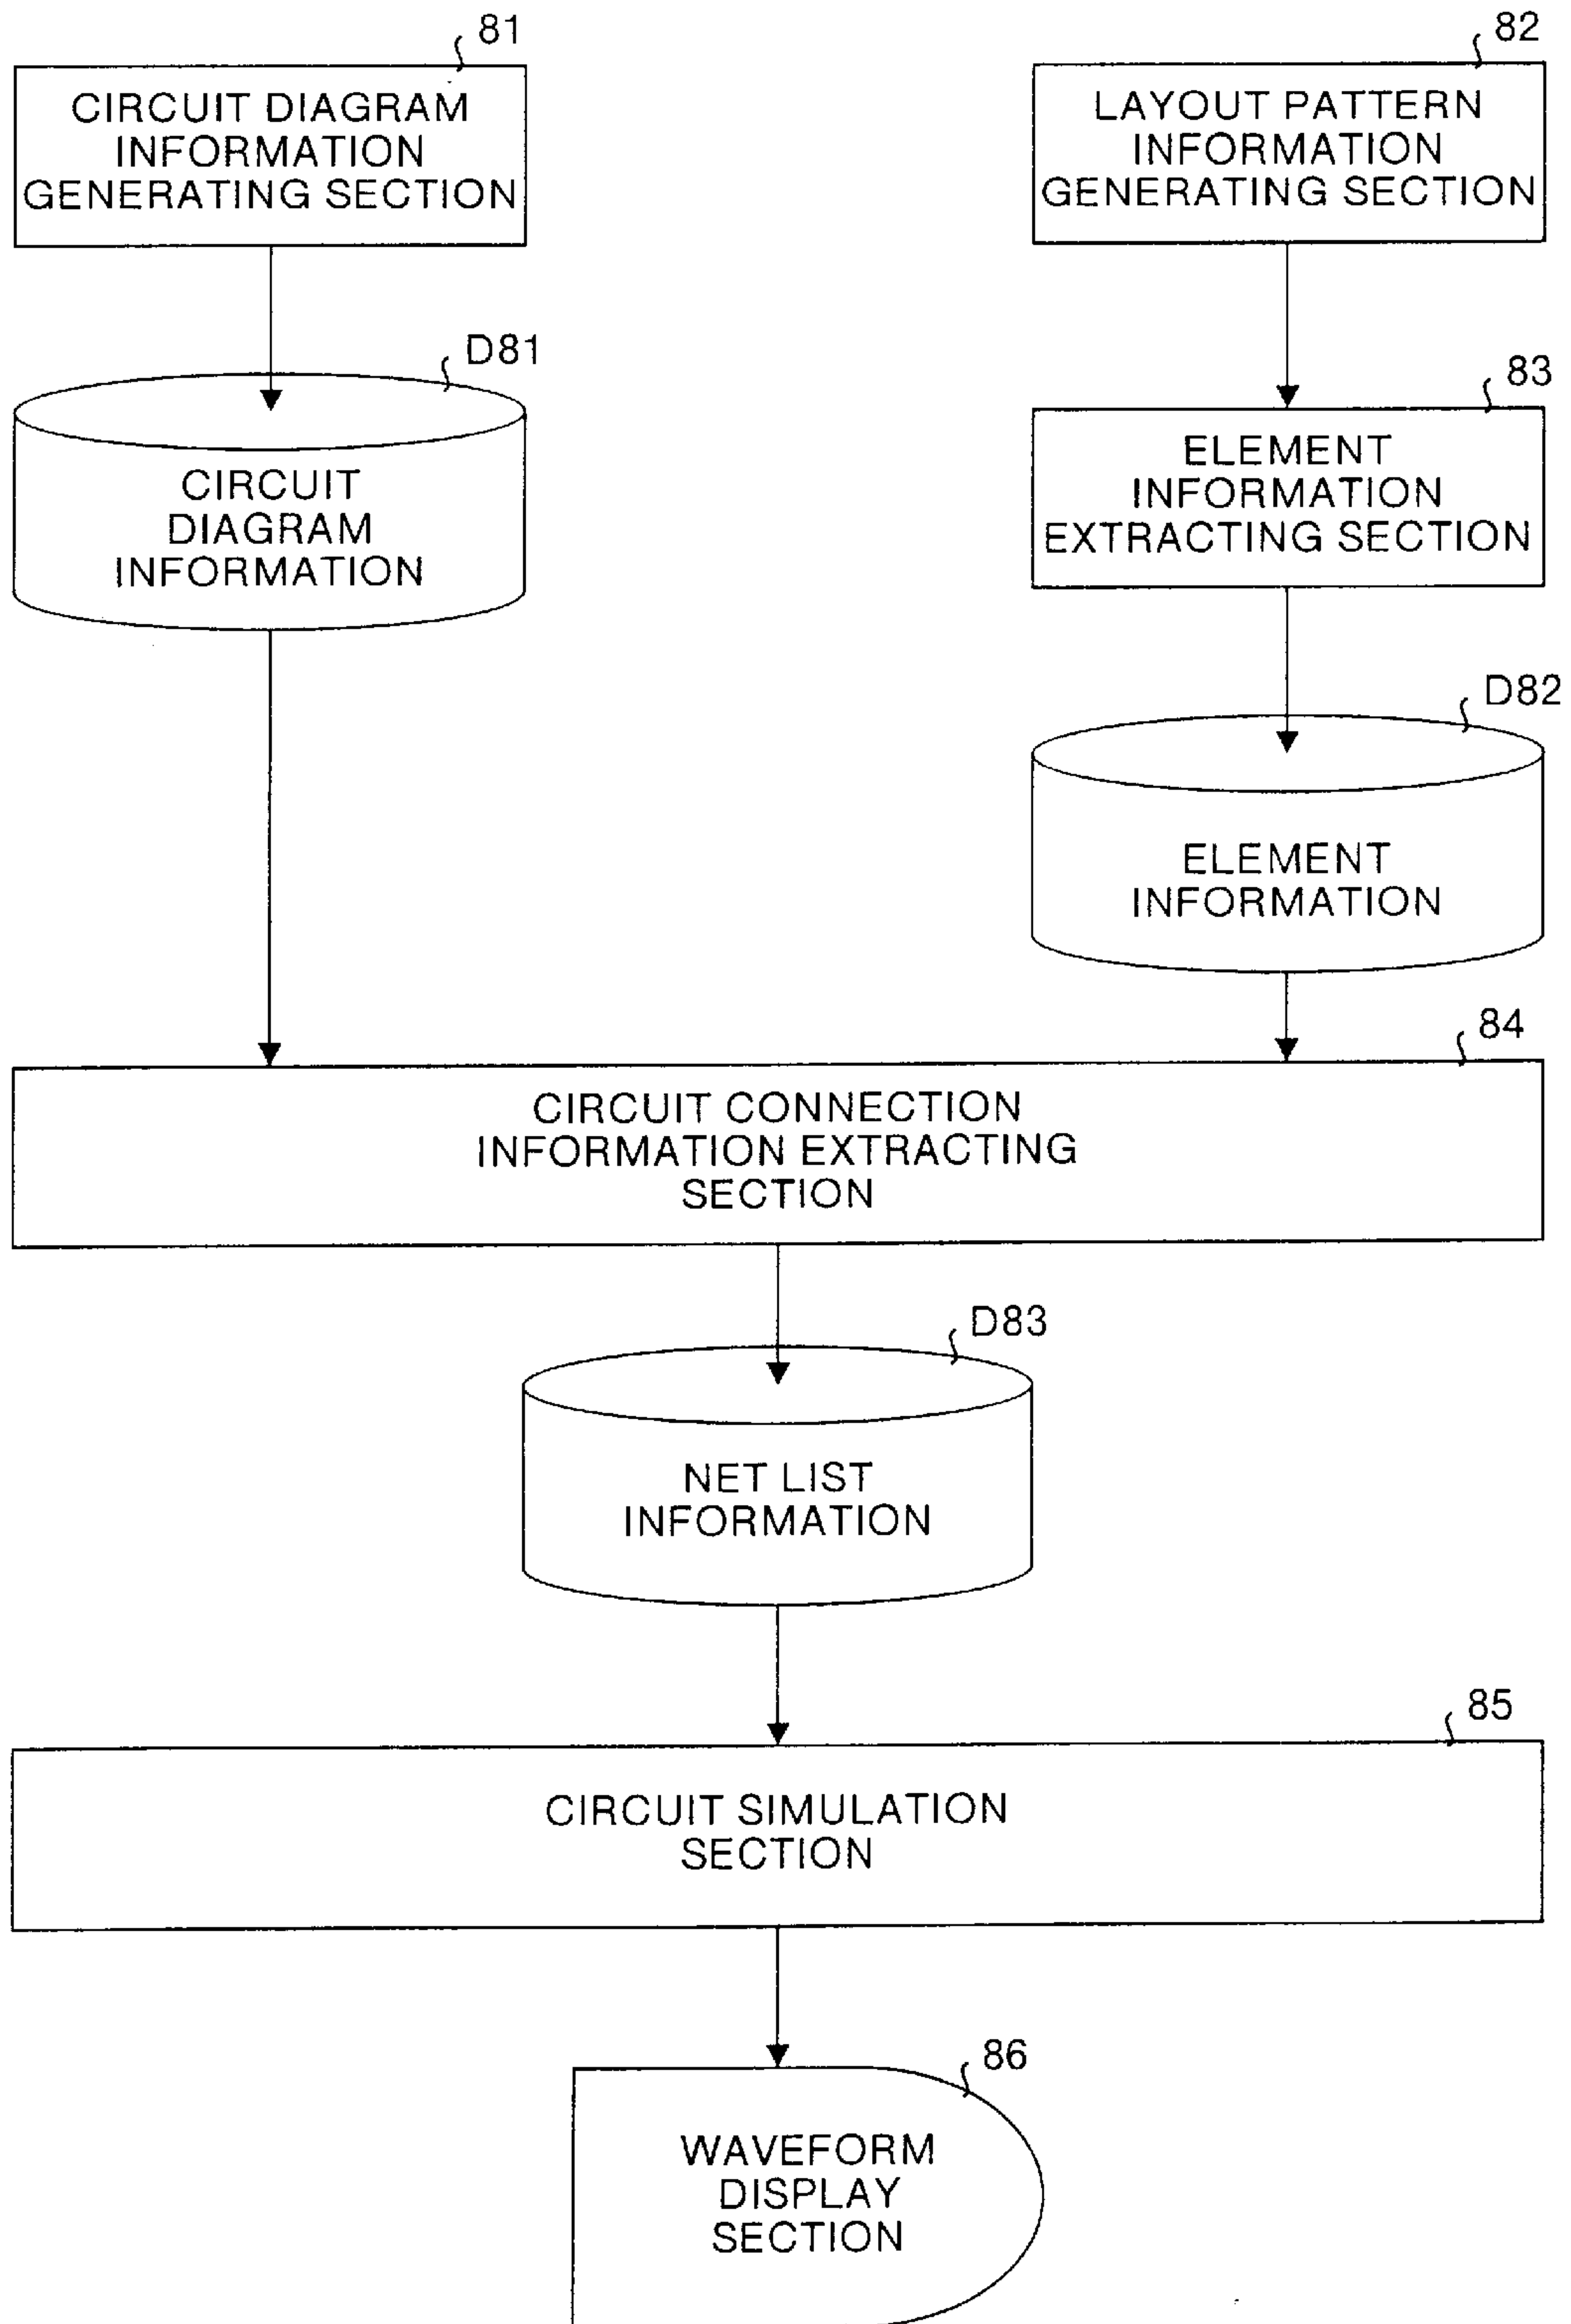 81
CIRCUIT DIAGRAM
INFORMATION
GENERATING SECTION
82
LAYOUT PATTERN
INFORMATION
GENERATING SECTION
D81
CIRCUIT
DIAGRAM
INFORMATION
83
ELEMENT
INFORMATION
EXTRACTING SECTION
D82
ELEMENT
INFORMATION
84
CIRCUIT CONNECTION
INFORMATION EXTRACTING
SECTION
D83
NET LIST
INFORMATION
85
CIRCUIT SIMULATION
SECTION
86
WAVEFORM
DISPLAY
SECTION